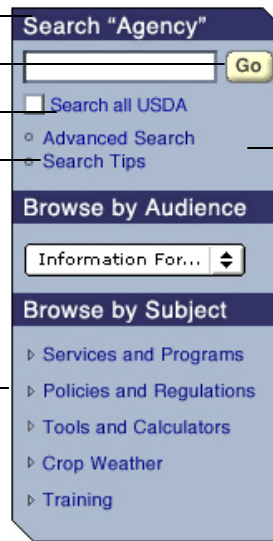 Search “Agency”
Go
Search all USDA
Advanced Search
Search Tips
Browse by Audience
Information For...
Browse by Subject
Services and Programs
Policies and Regulations
Tools and Calculators
Crop Weather
Training